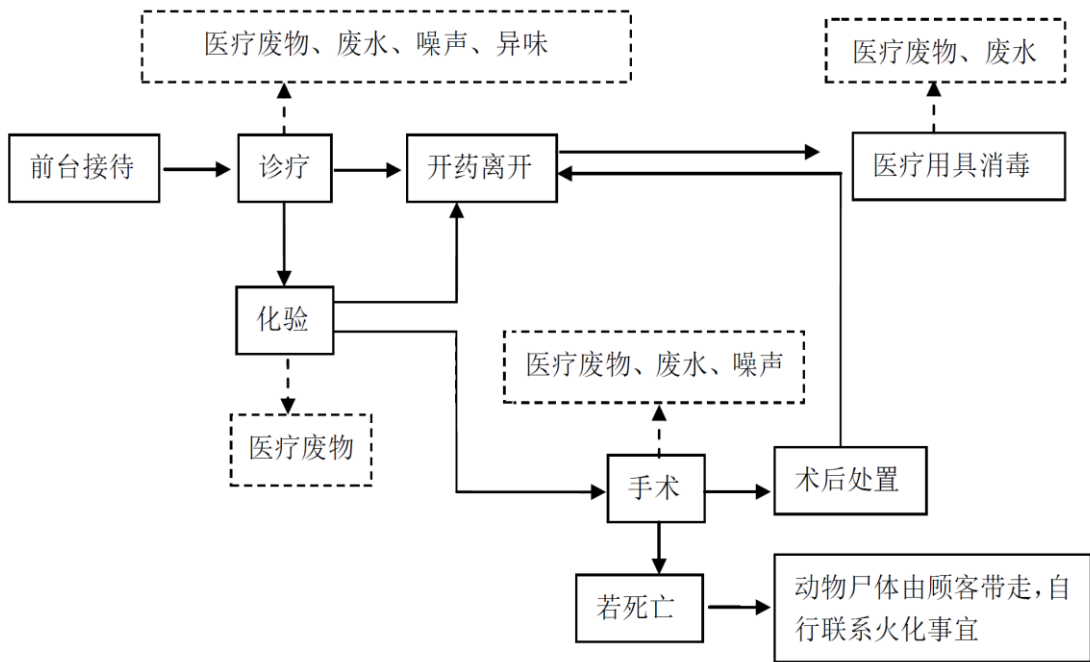 医疗废物、废水、噪声、异味
医疗废物、废水
前台接待
诊疗
开药离开
医疗用具消毒
化验
医疗废物、废水、噪声
医疗废物
手术
术后处置
若死亡
动物尸体由顾客带走，自
行联系火化事宜